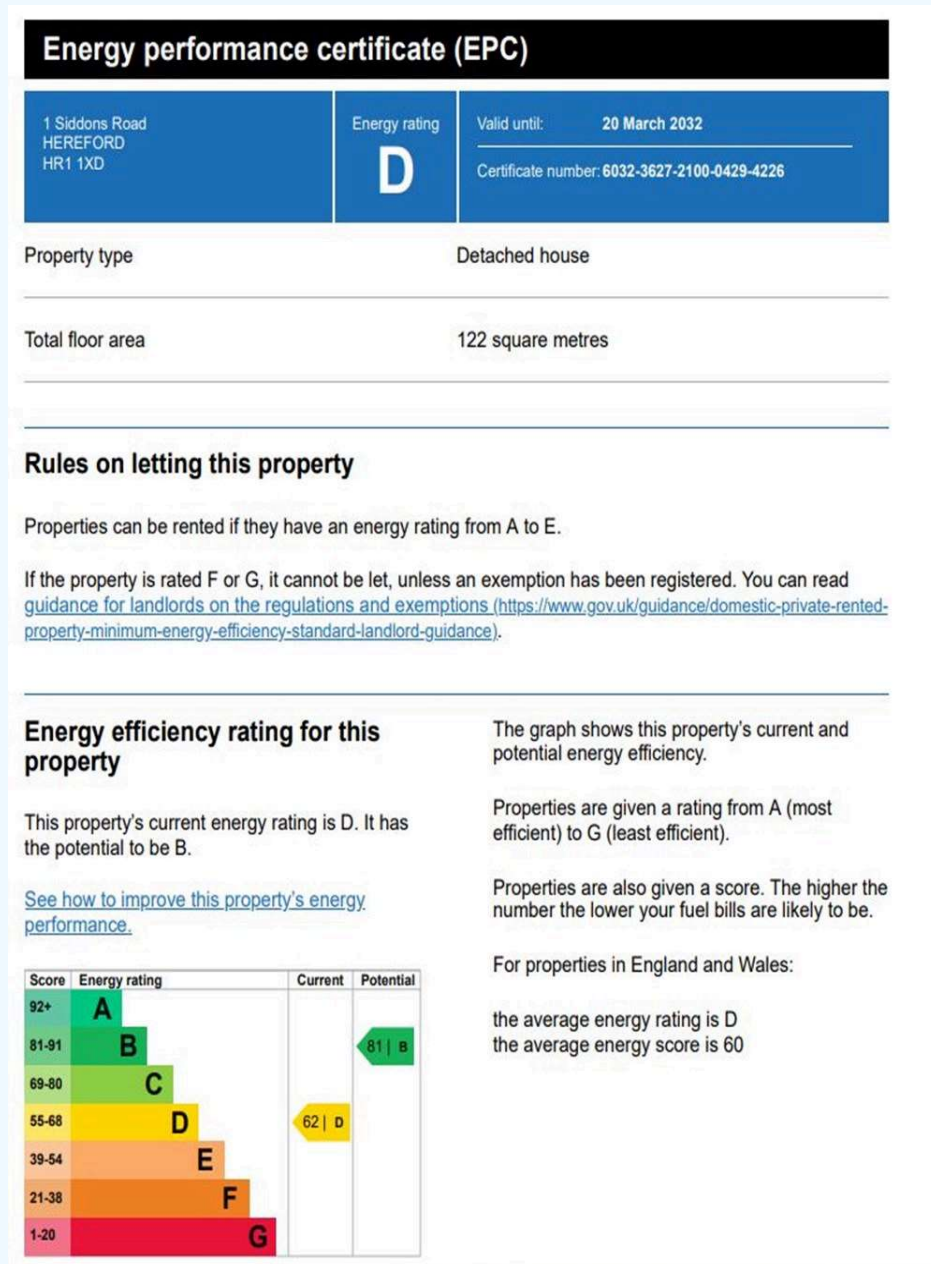 Energy performance certificate (EPC)
1 Siddons Road
HEREFORD
HR1 1XD
Energy rating
D
Valid until: 20 March 2032
Certificate number: 6032-3627-2100-0429-4226
Property type Detached house
Total floor area 122 square metres
Rules on letting this property
Properties can be rented if they have an energy rating from A to E.
If the property is rated F or G, it cannot be let, unless an exemption has been registered. You can read
guidance for landlords on the regulations and exemptions (https://www.gov.uk/guidance/domestic-private-rented-
property-minimum-energy-efficiency-standard-landlord-guidance).
Energy efficiency rating for this
property
This property's current energy rating is D. It has
the potential to be B.
See how to improve this property's energy
performance.
Score Energy rating Current Potential
92+ A
81-91 B 81 | B
69-80 C
55-68 D 62 | D
39-54 E
21-38 F
1-20 G
The graph shows this property's current and
potential energy efficiency.
Properties are given a rating from A (most
efficient) to G (least efficient).
Properties are also given a score. The higher the
number the lower your fuel bills are likely to be.
For properties in England and Wales:
the average energy rating is D
the average energy score is 60